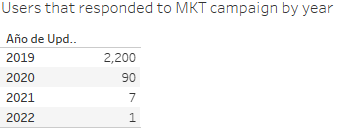 Users that responded to MKT campaign by year
Año de Upd..
2019 2,200
2020 90
2021 7
2022 1